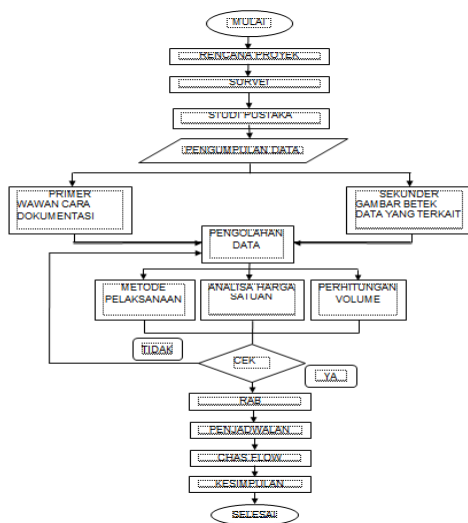 MULAI
RENCANA PROYEK
SURVEI
STUDI PUSTAKA
PENGUMPULAN DATA
PRIMER
WAWAN CARA
DOKUMENTASI
SEKUNDER
GAMBAR BETEK
DATA YANG TERKAIT
PENGOLAHAN
DATA
METODE
PELAKSANAAN
ANALISA HARGA
SATUAN
PERHITUNGAN
VOLUME
TIDAK
CEK
YA
RAB
PENJADWALAN
CHAS FLOW
KESIMPULAN
SELESAI